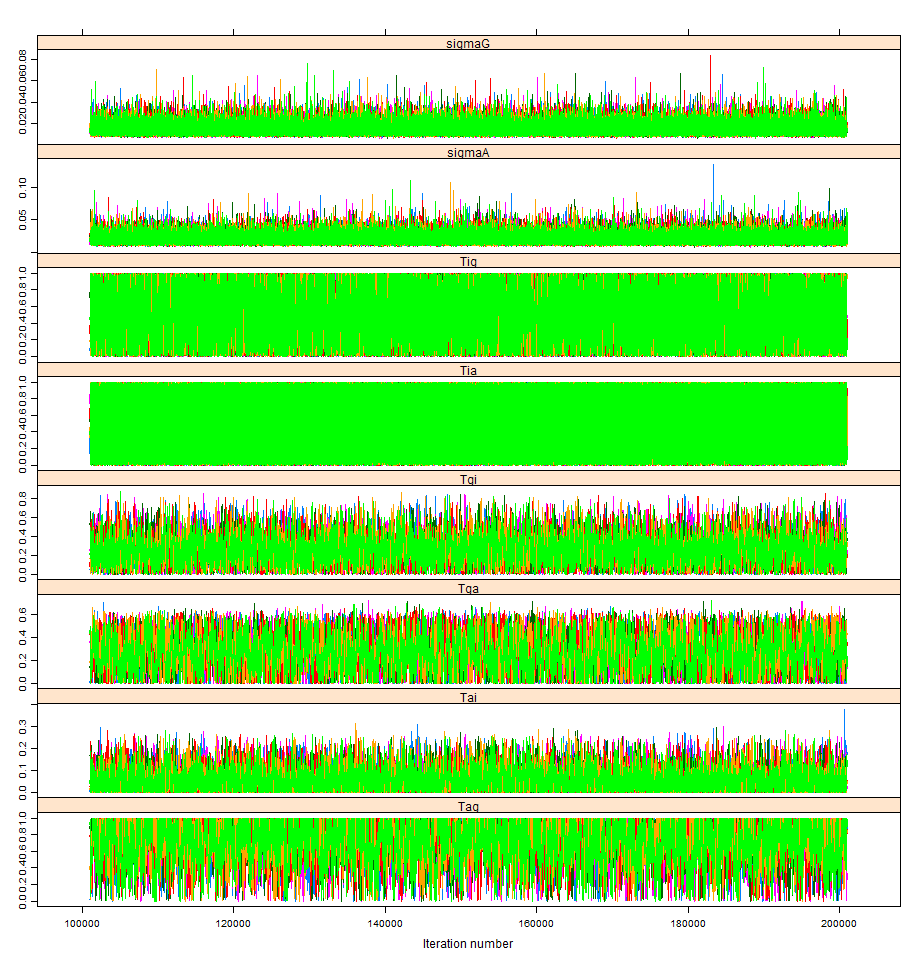 sigmaG
0.02 0.04 0.06 0.08
sigmaA
0.05 0.10
Tig
0.0 0.2 0.4 0.6 0.8 1.0
Tia
0.0 0.2 0.4 0.6 0.8 1.0
Tgi
0.0 0.2 0.4 0.6 0.8
Tga
0.0 0.2 0.4 0.6
Tai
0.0 0.1 0.2 0.3
Tag
0.0 0.2 0.4 0.6 0.8 1.0
100000 120000 140000 160000 180000 200000
Iteration number